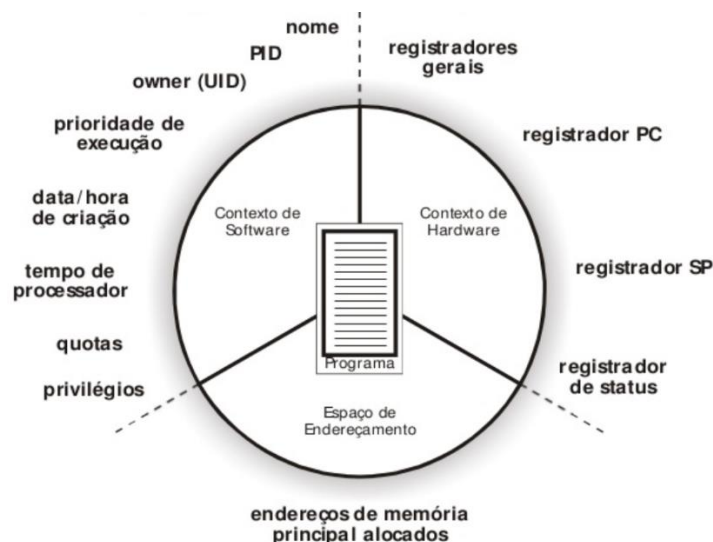 nome
PID
owner (UID)
prioridade de
execução
data/hora
de criação
tempo de
processador
quotas
privilégios
registradores
gerais
registrador PC
registrador SP
registrador
de status
Contexto de
Software
Contexto de
Hardware
Programa
Espaço de
Endereçamento
endereços de memória
principal alocados